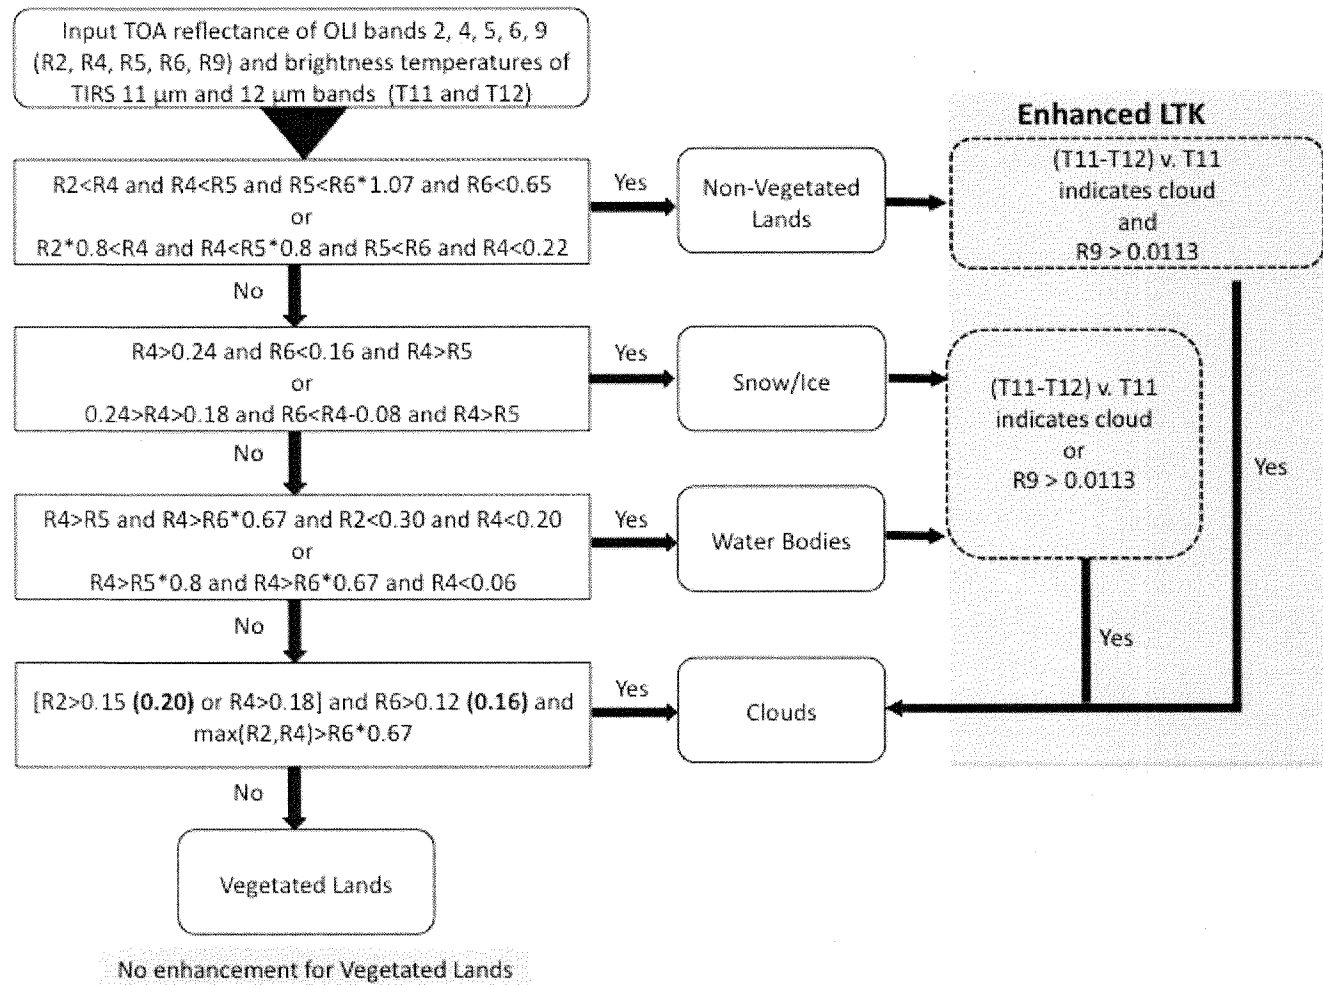 Input TOA reflectance of OLI bands 2, 4, 5, 6, 9
(R2, R4, R5, R6, R9) and brightness temperatures of
TIRS 11 µm and 12 µm bands (T11 and T12)
R2<R4 and R4<R5 and R5<R6*1.07 and R6<0.65
or
R2*0.8<R4 and R4<R5*0.8 and R5<R6 and R4<0.22
Yes
Non-Vegetated
Lands
Enhanced LTK
(T11-T12) v. T11
indicates cloud
and
R9 > 0.0113
No
R4>0.24 and R6<0.16 and R4>R5
or
0.24>R4>0.18 and R6<R4-0.08 and R4>R5
Yes
Snow/Ice
(T11-T12) v. T11
indicates cloud
or
R9 > 0.0113
Yes
No
R4>R5 and R4>R6*0.67 and R2<0.30 and R4<0.20
or
R4>R5*0.8 and R4>R6*0.67 and R4<0.06
Yes
Water Bodies
No
Yes
[R2>0.15 (0.20) or R4>0.18] and R6>0.12 (0.16) and
max(R2,R4)>R6*0.67
Yes
Clouds
No
Vegetated Lands
No enhancement for Vegetated Lands